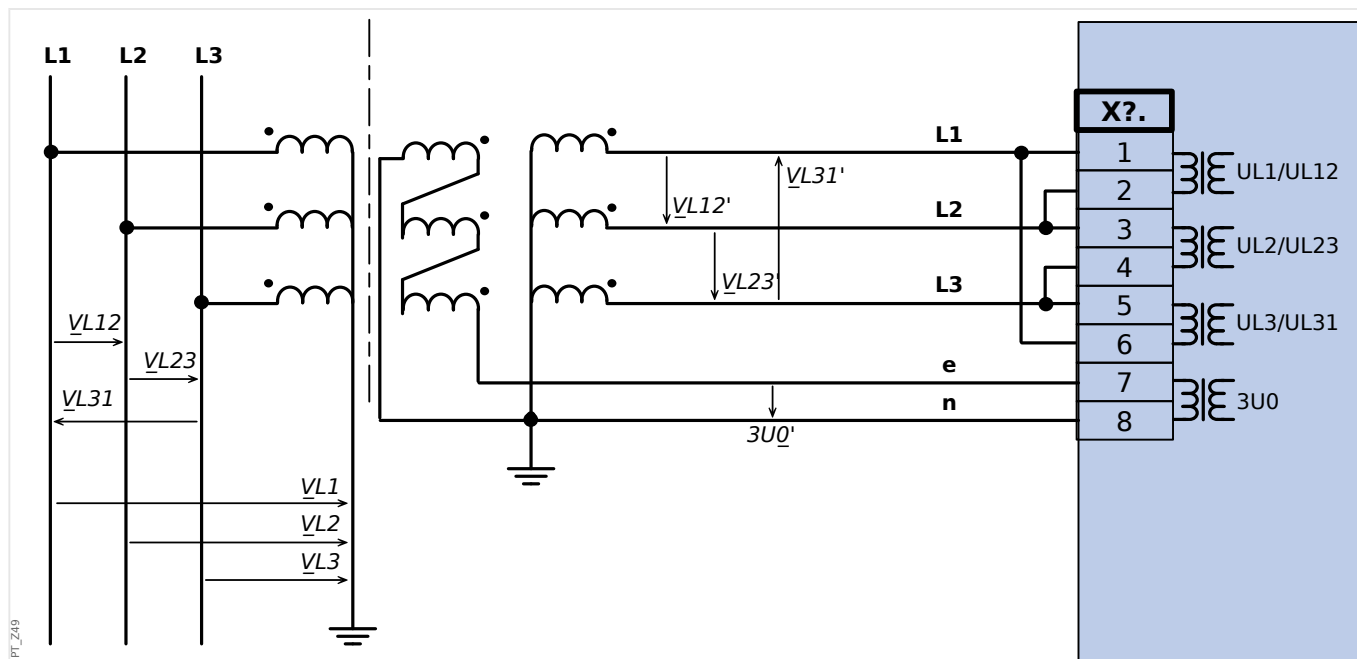 L1 L2 L3
X?.
L1
1
UL1/UL12
VL31'
2
VL12'
L2
3
UL2/UL23
4
VL23'
L3
5
UL3/UL31
VL12
6
VL23
e
7
VL31
n
8
3U0
3U0'
VL1
VL2
VL3
PT_Z49